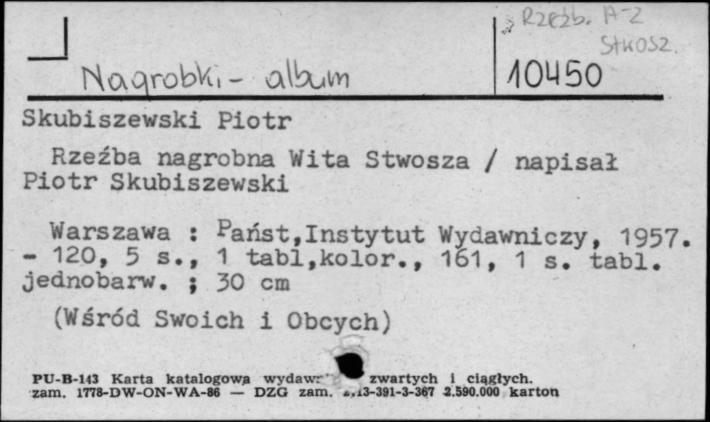 Rzeźb. A-Z
Stwosz.
Nagrobki - album
10450
Skubiszewski Piotr
Rzeźba nagrobna Wita Stwosza / napisał
Piotr Skubiszewski
Warszawa : Państ,Instytut Wydawniczy, 1957.
- 120, 5 s., 1 tabl,kolor., 161, 1 s. tabl.
jednobarw. ; 30 cm
(Wśród Swoich i Obcych)
PU-B-143 Karta katalogowa zwartych i ciągłych.
zam. 1778-DW-ON-WA-86 — DZG zam. 2.590.000 karton